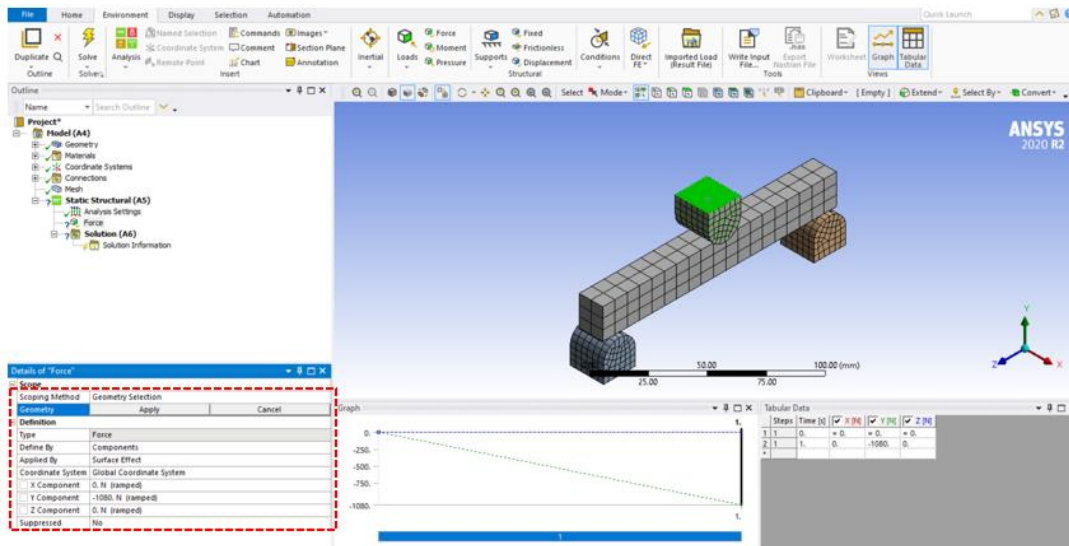 File Home Environment Display Selection Automation Quick Launch
Duplicate Solve Analysis Named Selection Coordinate System Remote Point Commands Comment Chart Images Section Plane Annotation Inertial Loads Force Moment Pressure Supports Fixed Frictionless Displacement Conditions Direct FE Imported Load (Result File) Write Input File... Export Nastran File Worksheet Graph Tabular Data
Outline Solver Insert Structural Tools Views
Outline
Name Search Outline
Select Mode Clipboard [Empty] Extend Select By Convert
Project*
Model (A4)
Geometry
Materials
Coordinate Systems
Connections
Mesh
Static Structural (A5)
Analysis Settings
Force
Solution (A6)
Solution Information
ANSYS
2020 R2
Y
Z X
0.00 50.00 100.00 (mm)
25.00 75.00
Details of "Force"
Scope
Scoping Method Geometry Selection
Geometry Apply Cancel
Definition
Type Force
Define By Components
Applied By Surface Effect
Coordinate System Global Coordinate System
X Component 0. N (ramped)
Y Component -1080. N (ramped)
Z Component 0. N (ramped)
Suppressed No
Graph
1.
0.
-250.
-500.
-750.
-1080.
1.
1
Tabular Data
Steps Time [s] X [N] Y [N] Z [N]
1 1 0. = 0. = 0. = 0.
2 1 1. 0. -1080. 0.
*